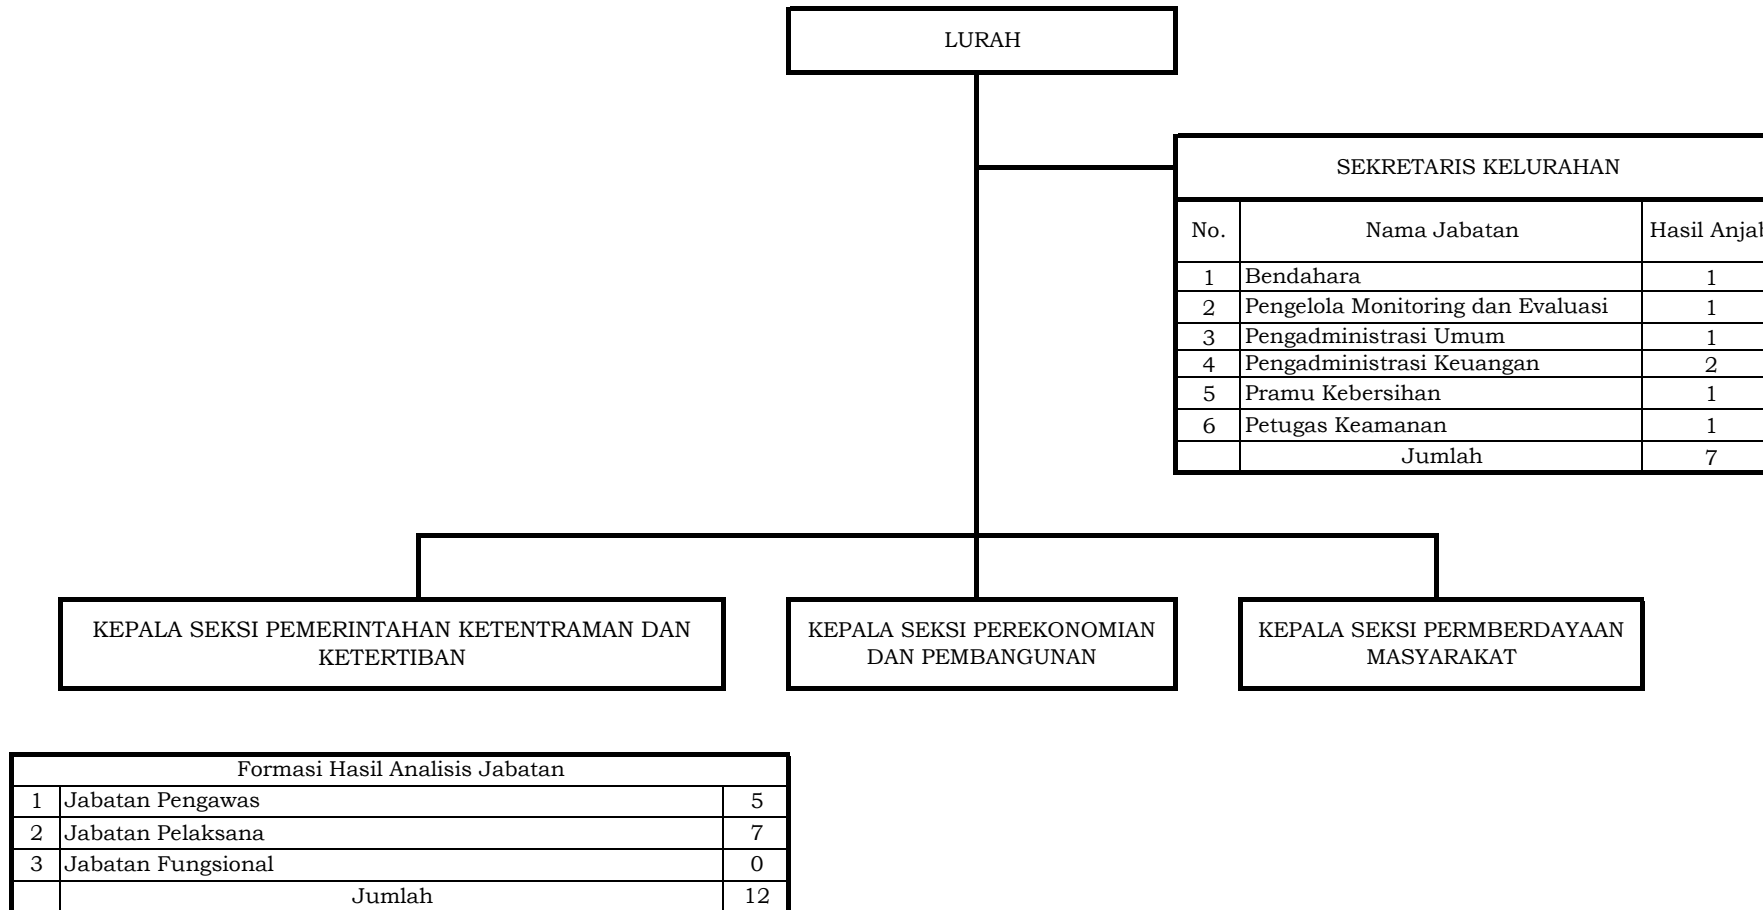 LURAH
SEKRETARIS KELURAHAN
No. Nama Jabatan Hasil Anjab
1 Bendahara 1
2 Pengelola Monitoring dan Evaluasi 1
3 Pengadministrasi Umum 1
4 Pengadministrasi Keuangan 2
5 Pramu Kebersihan 1
6 Petugas Keamanan 1
Jumlah 7
KEPALA SEKSI PEMERINTAHAN KETENTRAMAN DAN
KETERTIBAN
KEPALA SEKSI PEREKONOMIAN
DAN PEMBANGUNAN
KEPALA SEKSI PERMBERDAYAAN
MASYARAKAT
Formasi Hasil Analisis Jabatan
1 Jabatan Pengawas 5
2 Jabatan Pelaksana 7
3 Jabatan Fungsional 0
Jumlah 12